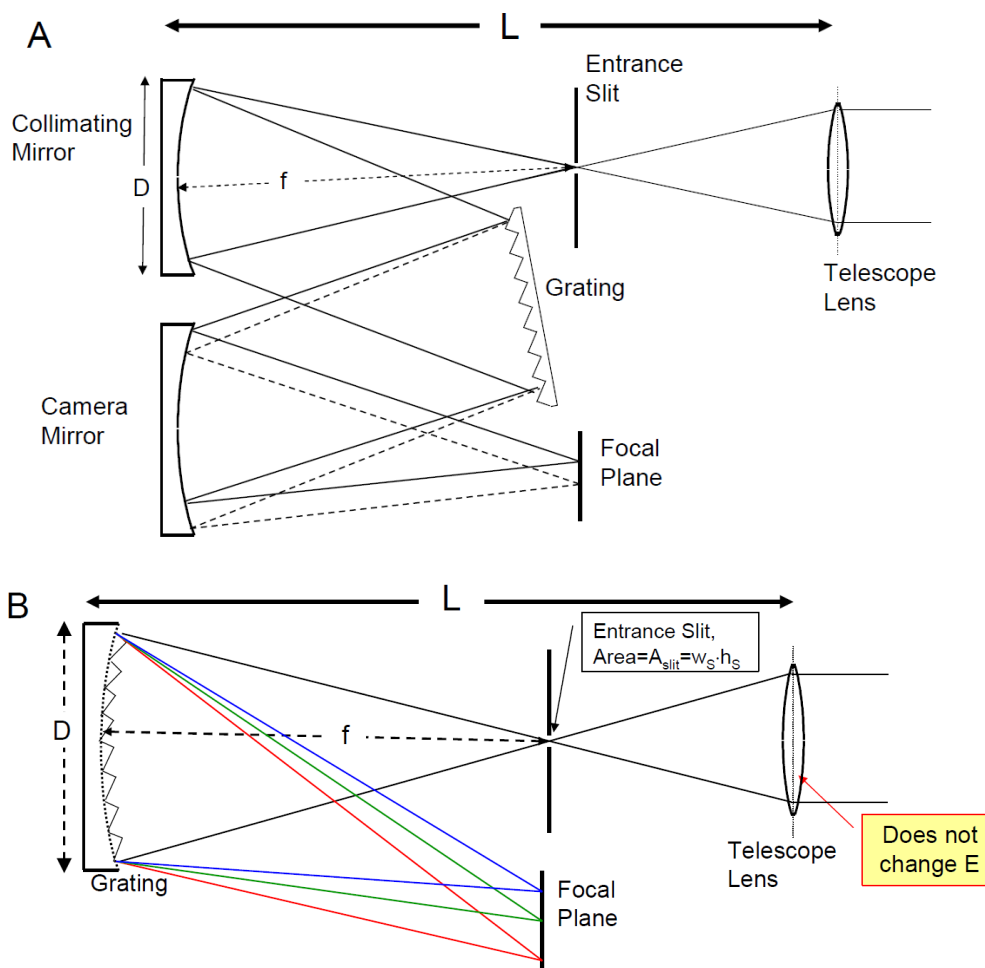 A
L
Entrance
Slit
Collimating
Mirror
D
f
Telescope
Lens
Grating
Camera
Mirror
Focal
Plane
B
L
Entrance Slit,
Area=A_slit=w_S·h_S
D
f
Grating
Focal
Plane
Telescope
Lens
Does not
change E